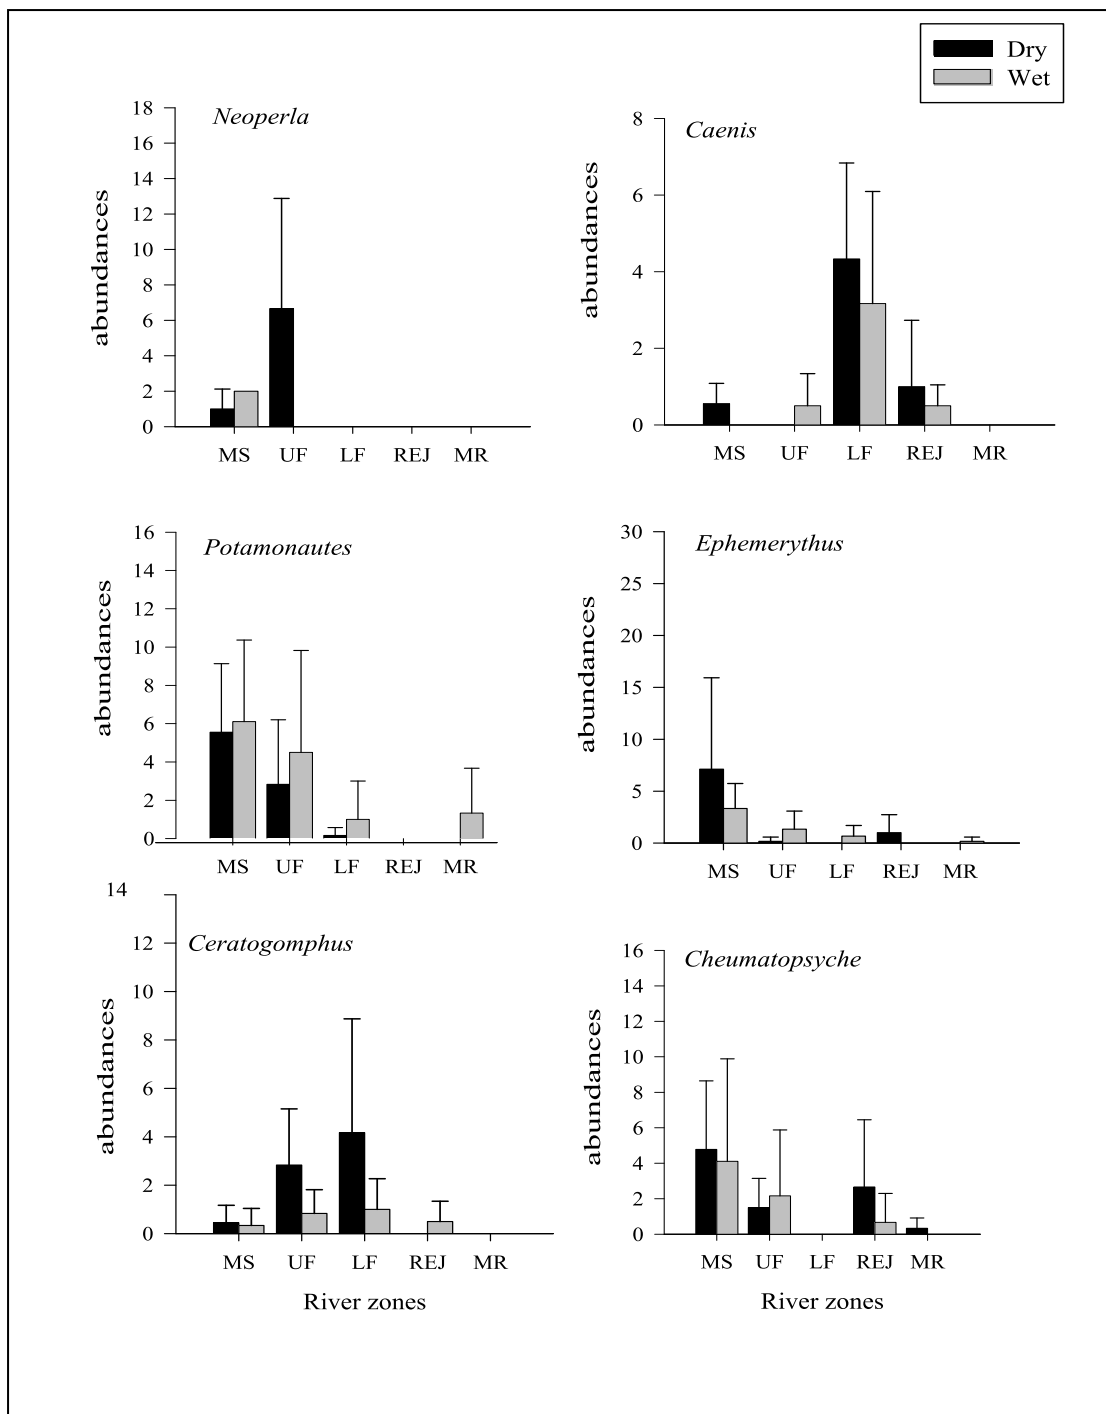 Dry
Wet
Neoperla
abundances
18
16
14
12
10
8
6
4
2
0
MS UF LF REJ MR
Caenis
abundances
8
6
4
2
0
MS UF LF REJ MR
Potamonautes
abundances
16
14
12
10
8
6
4
2
0
MS UF LF REJ MR
Ephemerythus
abundances
30
25
20
15
10
5
0
MS UF LF REJ MR
Ceratogomphus
abundances
14
12
10
8
6
4
2
0
MS UF LF REJ MR
River zones
Cheumatopsyche
abundances
16
14
12
10
8
6
4
2
0
MS UF LF REJ MR
River zones